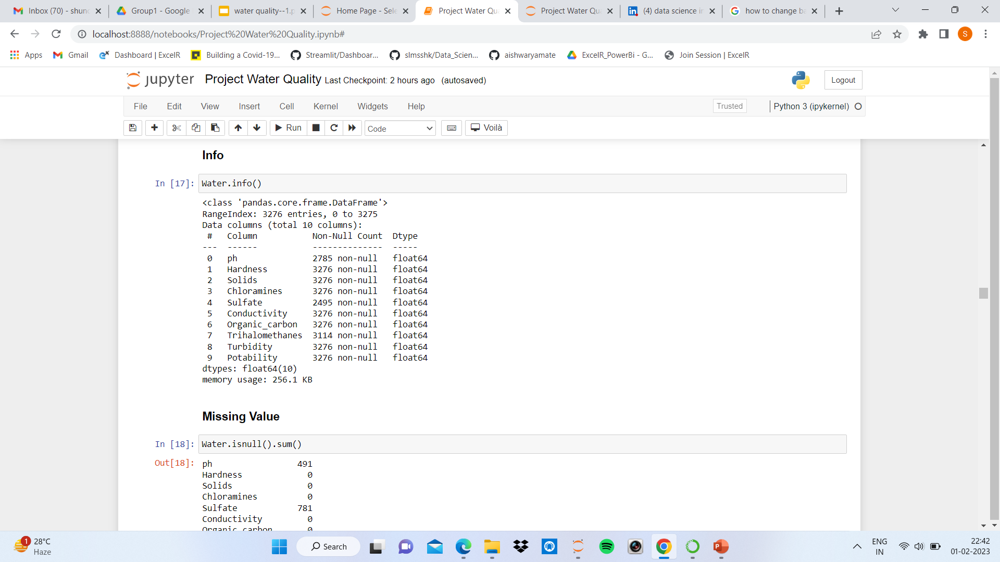 Inbox (70) - shund
Group1 - Google
water quality--1.p
Home Page - Sele
Project Water Qu
Project Water Qu
(4) data science in
how to change ba
localhost:8888/notebooks/Project%20Water%20Quality.ipynb#
S
Apps
Gmail
Dashboard | ExcelR
Building a Covid-19...
Streamlit/Dashboar...
slmsshk/Data_Scien...
aishwaryamate
ExcelR_PowerBi - G...
Join Session | ExcelR
jupyter Project Water Quality Last Checkpoint: 2 hours ago (autosaved)
Logout
File Edit View Insert Cell Kernel Widgets Help
Trusted
Python 3 (ipykernel)
Run
Code
Voilà
Info
In [17]: Water.info()
<class 'pandas.core.frame.DataFrame'>
RangeIndex: 3276 entries, 0 to 3275
Data columns (total 10 columns):
# Column Non-Null Count Dtype
--- ------ -------------- -----
0 ph 2785 non-null float64
1 Hardness 3276 non-null float64
2 Solids 3276 non-null float64
3 Chloramines 3276 non-null float64
4 Sulfate 2495 non-null float64
5 Conductivity 3276 non-null float64
6 Organic_carbon 3276 non-null float64
7 Trihalomethanes 3114 non-null float64
8 Turbidity 3276 non-null float64
9 Potability 3276 non-null float64
dtypes: float64(10)
memory usage: 256.1 KB
Missing Value
In [18]: Water.isnull().sum()
Out[18]: ph 491
Hardness 0
Solids 0
Chloramines 0
Sulfate 781
Conductivity 0
Organic_carbon 0
1
28°C
Haze
Search
ENG
IN
22:42
01-02-2023